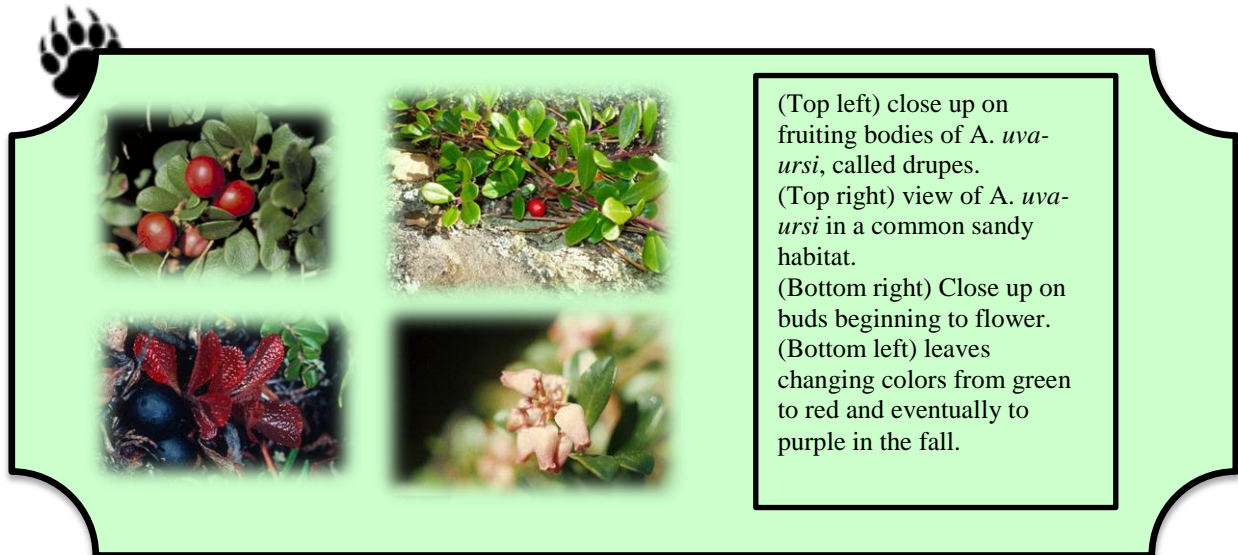 (Top left) close up on
fruiting bodies of A. uva-
ursi, called drupes.
(Top right) view of A. uva-
ursi in a common sandy
habitat.
(Bottom right) Close up on
buds beginning to flower.
(Bottom left) leaves
changing colors from green
to red and eventually to
purple in the fall.